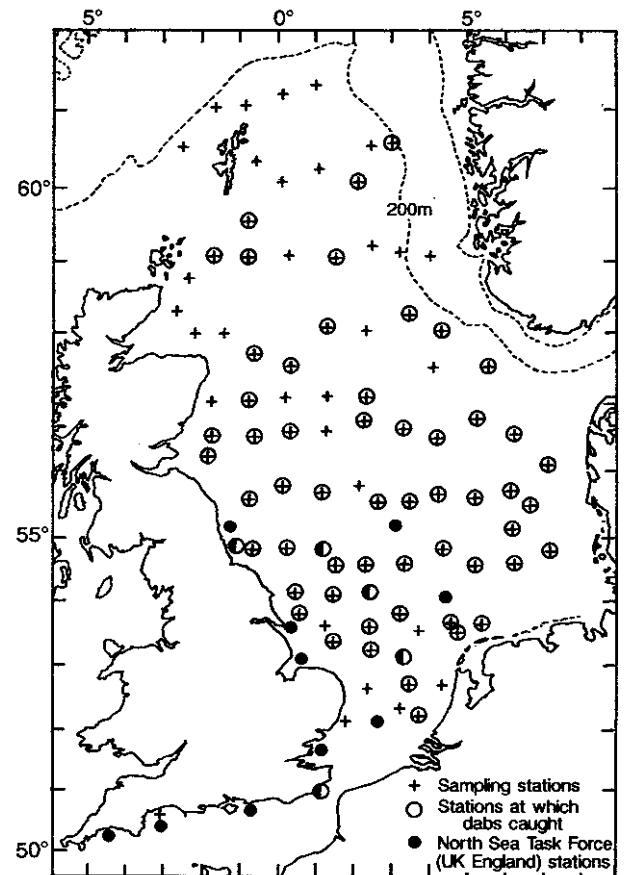 5° 0° 5°
60°
200m
55°
50°
+ Sampling stations
Stations at which
dabs caught
North Sea Task Force
(UK England) stations